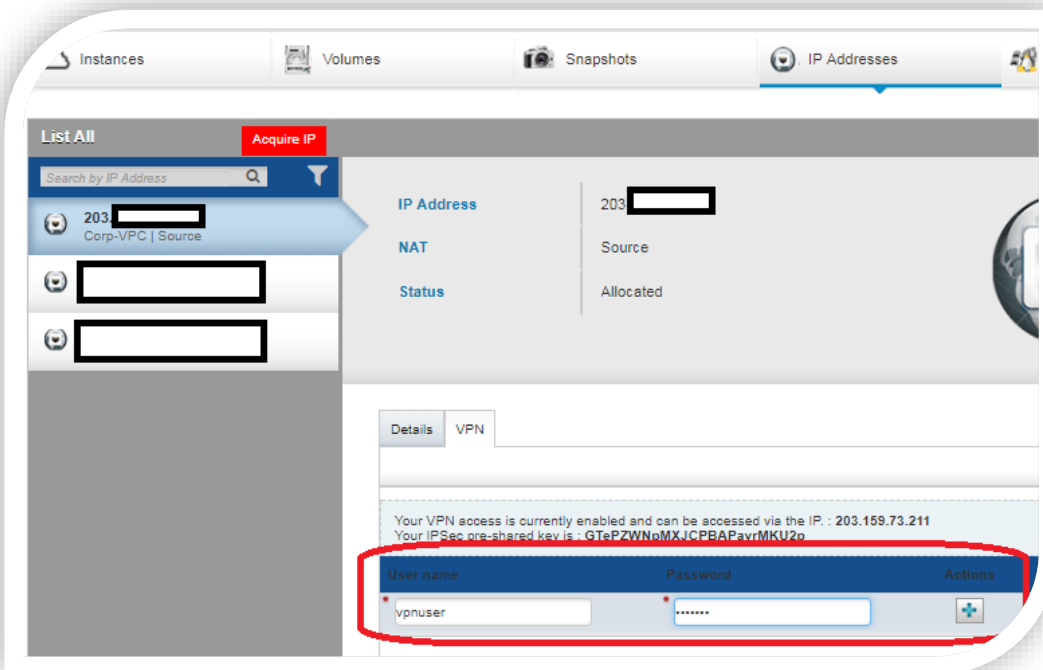 Instances
Volumes
Snapshots
IP Addresses
List All
Acquire IP
Search by IP Address
203.
Corp-VPC | Source
IP Address
203
NAT
Source
Status
Allocated
Details
VPN
Your VPN access is currently enabled and can be accessed via the IP. : 203.159.73.211
Your IPSec pre-shared key is : GTePZWNpMXJCPBAPavrMKU2p
User name
Password
Actions
* vpnuser
* •••••••